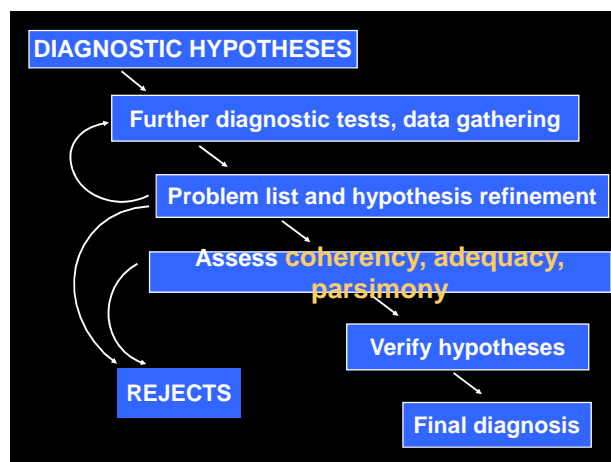 DIAGNOSTIC HYPOTHESES
Further diagnostic tests, data gathering
Problem list and hypothesis refinement
Assess coherency, adequacy,
parsimony
Verify hypotheses
REJECTS
Final diagnosis